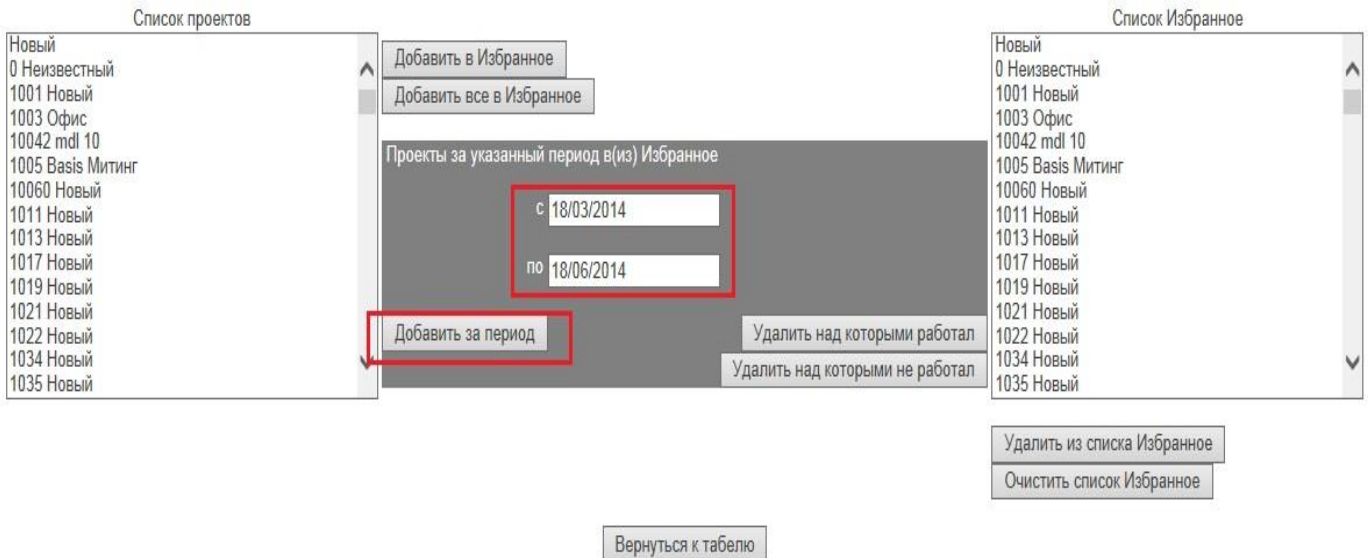 Список проектов
Новый
0 Неизвестный
1001 Новый
1003 Офис
10042 mdl 10
1005 Basis Митинг
10060 Новый
1011 Новый
1013 Новый
1017 Новый
1019 Новый
1021 Новый
1022 Новый
1034 Новый
1035 Новый
Добавить в Избранное
Добавить все в Избранное
Проекты за указанный период в(из) Избранное
с 18/03/2014
по 18/06/2014
Добавить за период
Удалить над которыми работал
Удалить над которыми не работал
Список Избранное
Новый
0 Неизвестный
1001 Новый
1003 Офис
10042 mdl 10
1005 Basis Митинг
10060 Новый
1011 Новый
1013 Новый
1017 Новый
1019 Новый
1021 Новый
1022 Новый
1034 Новый
1035 Новый
Удалить из списка Избранное
Очистить список Избранное
Вернуться к табелю